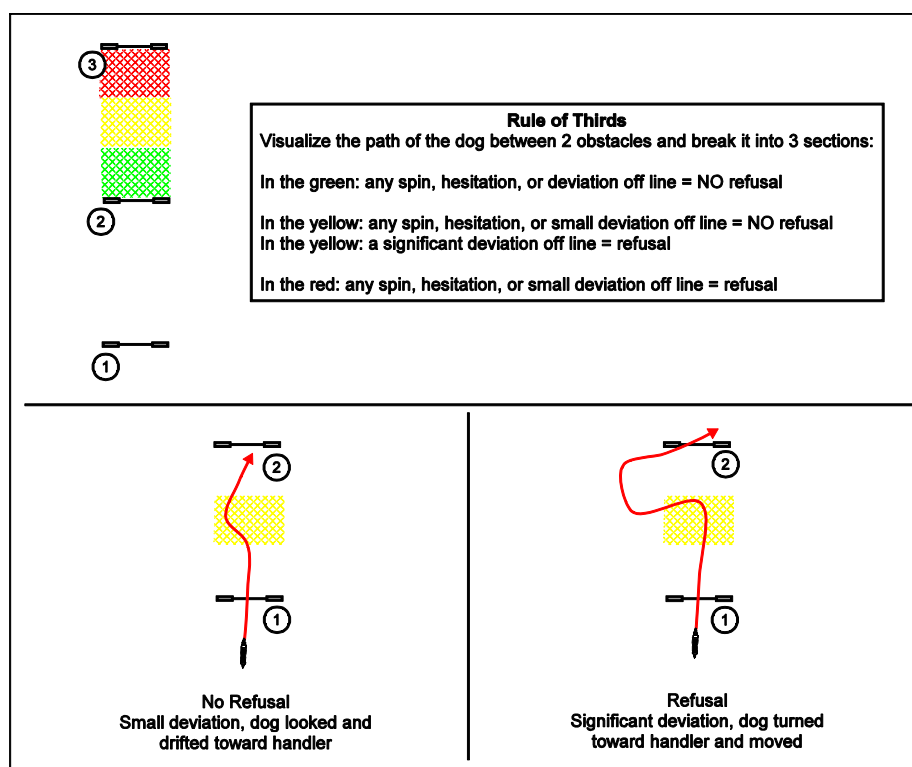 3
2
1
Rule of Thirds
Visualize the path of the dog between 2 obstacles and break it into 3 sections:
In the green: any spin, hesitation, or deviation off line = NO refusal
In the yellow: any spin, hesitation, or small deviation off line = NO refusal
In the yellow: a significant deviation off line = refusal
In the red: any spin, hesitation, or small deviation off line = refusal
2
1
No Refusal
Small deviation, dog looked and
drifted toward handler
2
1
Refusal
Significant deviation, dog turned
toward handler and moved